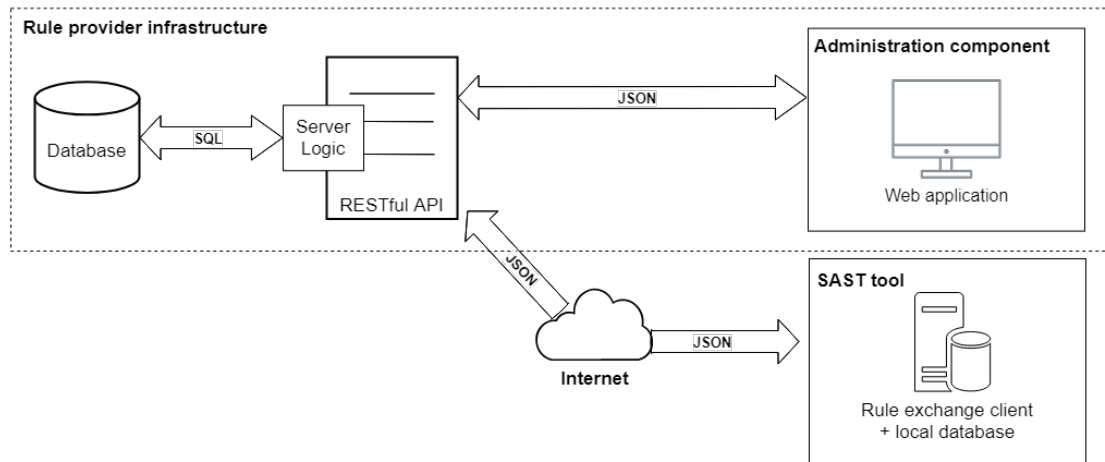 Rule provider infrastructure
Administration component
JSON
Database
SQL
Server
Logic
RESTful API
Web application
JSON
SAST tool
JSON
Internet
Rule exchange client
+ local database